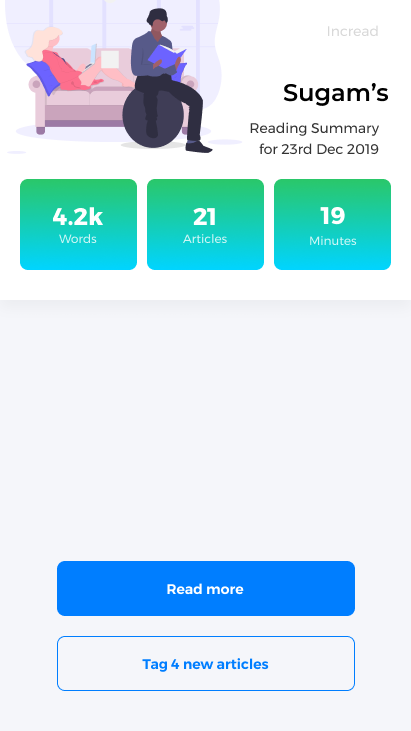 Incread
Sugam’s
Reading Summary
for 23rd Dec 2019
4.2k
Words
21
Articles
19
Minutes
Read more
Tag 4 new articles